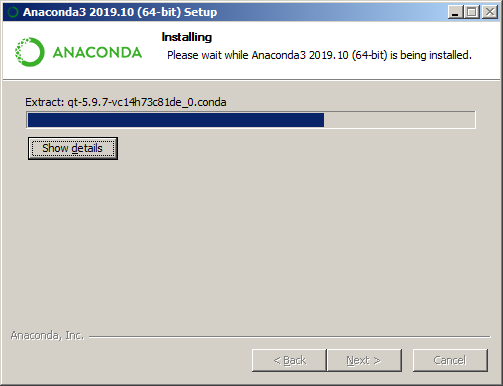 Anaconda3 2019.10 (64-bit) Setup
ANACONDA
Installing
Please wait while Anaconda3 2019.10 (64-bit) is being installed.
Extract: qt-5.9.7-vc14h73c81de_0.conda
Show details
Anaconda, Inc.
< Back
Next >
Cancel